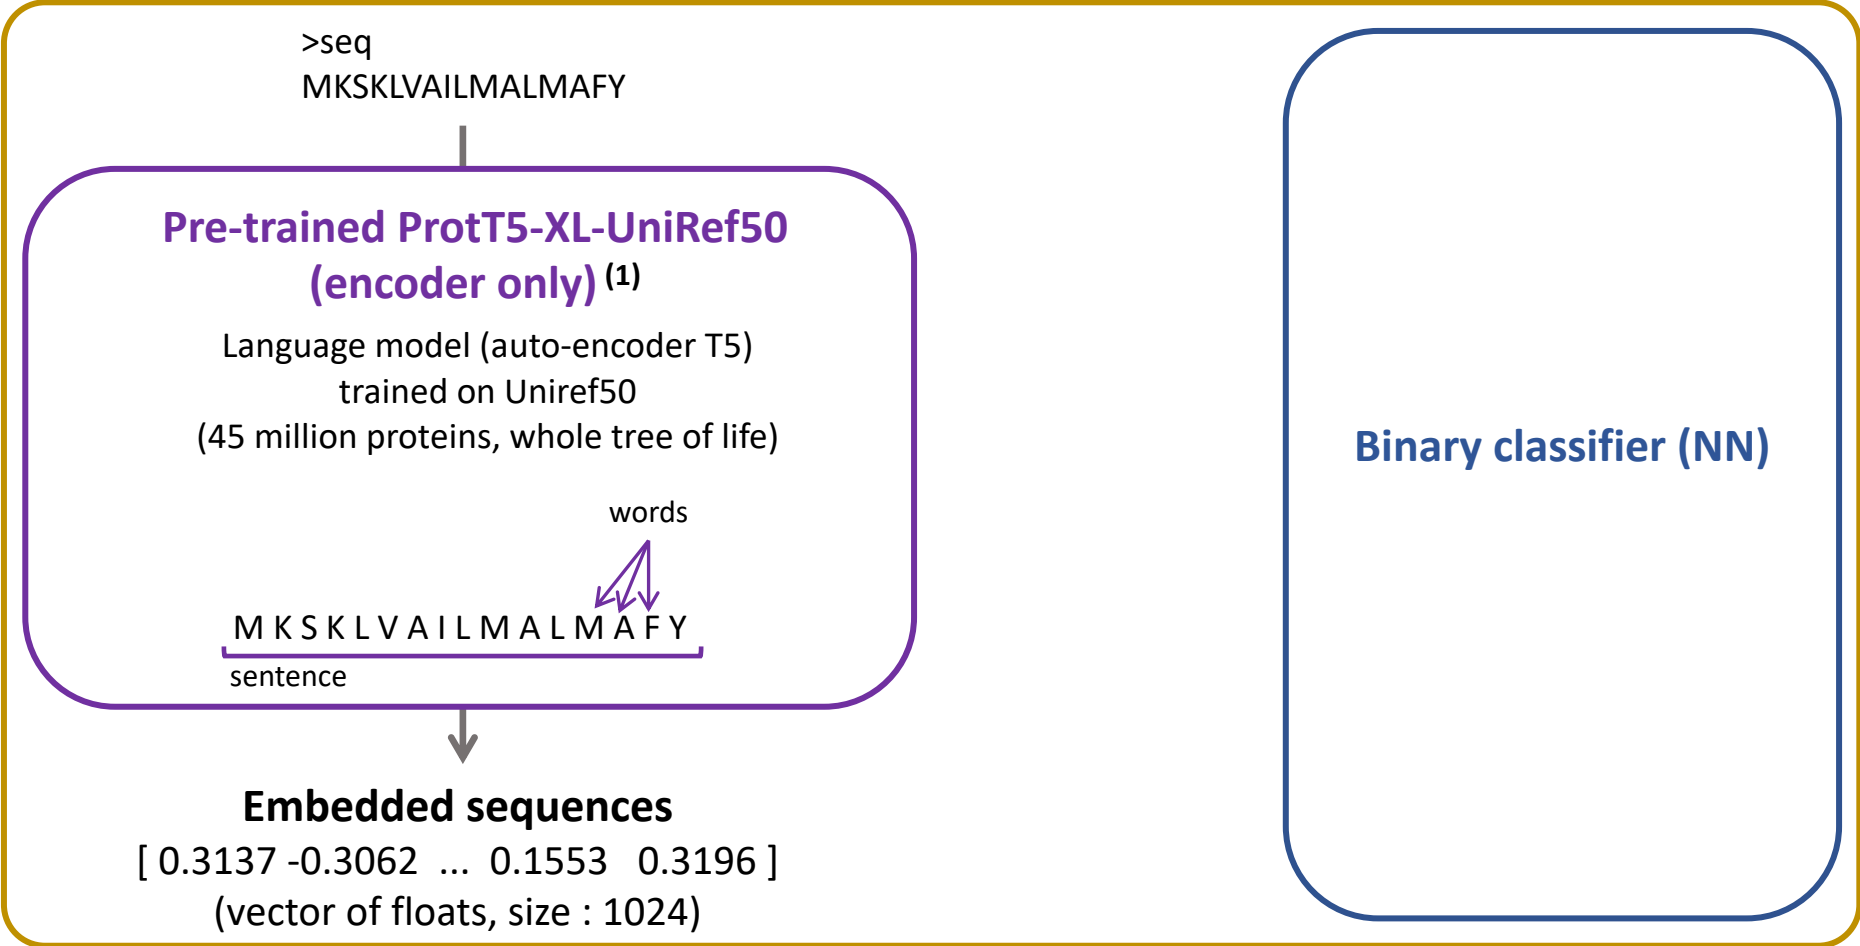 >seq
MKSKLVAILMALMAFY
Pre-trained ProtT5-XL-UniRef50
(encoder only) (1)
Language model (auto-encoder T5)
trained on Uniref50
(45 million proteins, whole tree of life)
words
M K S K L V A I L M A L M A F Y
sentence
Embedded sequences
[ 0.3137 -0.3062 ... 0.1553 0.3196 ]
(vector of floats, size : 1024)
Binary classifier (NN)